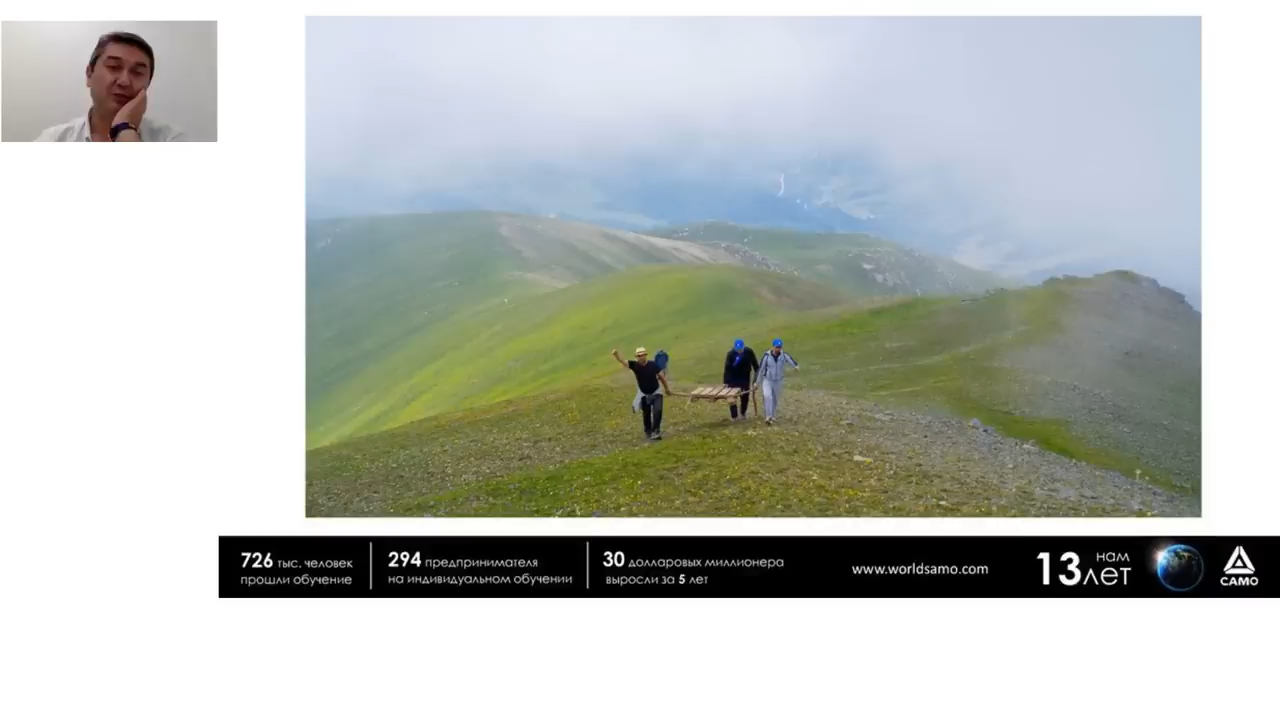 726 тыс. человек
прошли обучение
294 предпринимателя
на индивидуальном обучении
30 долларовых миллионера
выросли за 5 лет
www.worldsamo.com
13 нам
лет
САМО